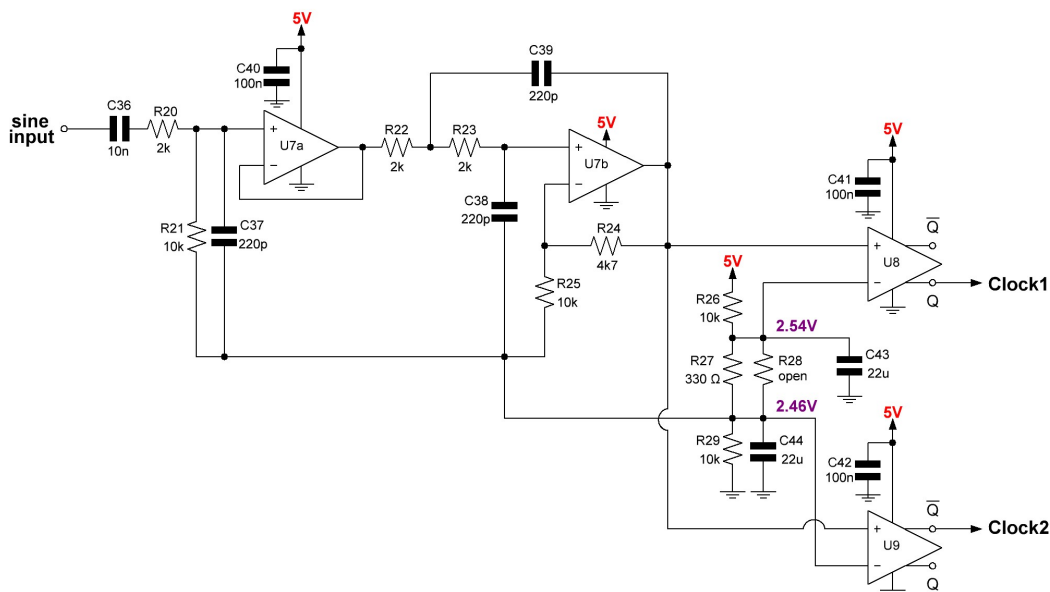 5V
C40
100n
C39
220p
C36
10n
R20
2k
sine
input
+
−
U7a
R22
2k
R23
2k
5V
+
−
U7b
R21
10k
C37
220p
C38
220p
R24
4k7
R25
10k
5V
C41
100n
Q
+
−
U8
Q
Clock1
5V
R26
10k
2.54V
R27
330 Ω
R28
open
C43
22u
2.46V
R29
10k
C44
22u
5V
C42
100n
Q
+
−
U9
Clock2
Q